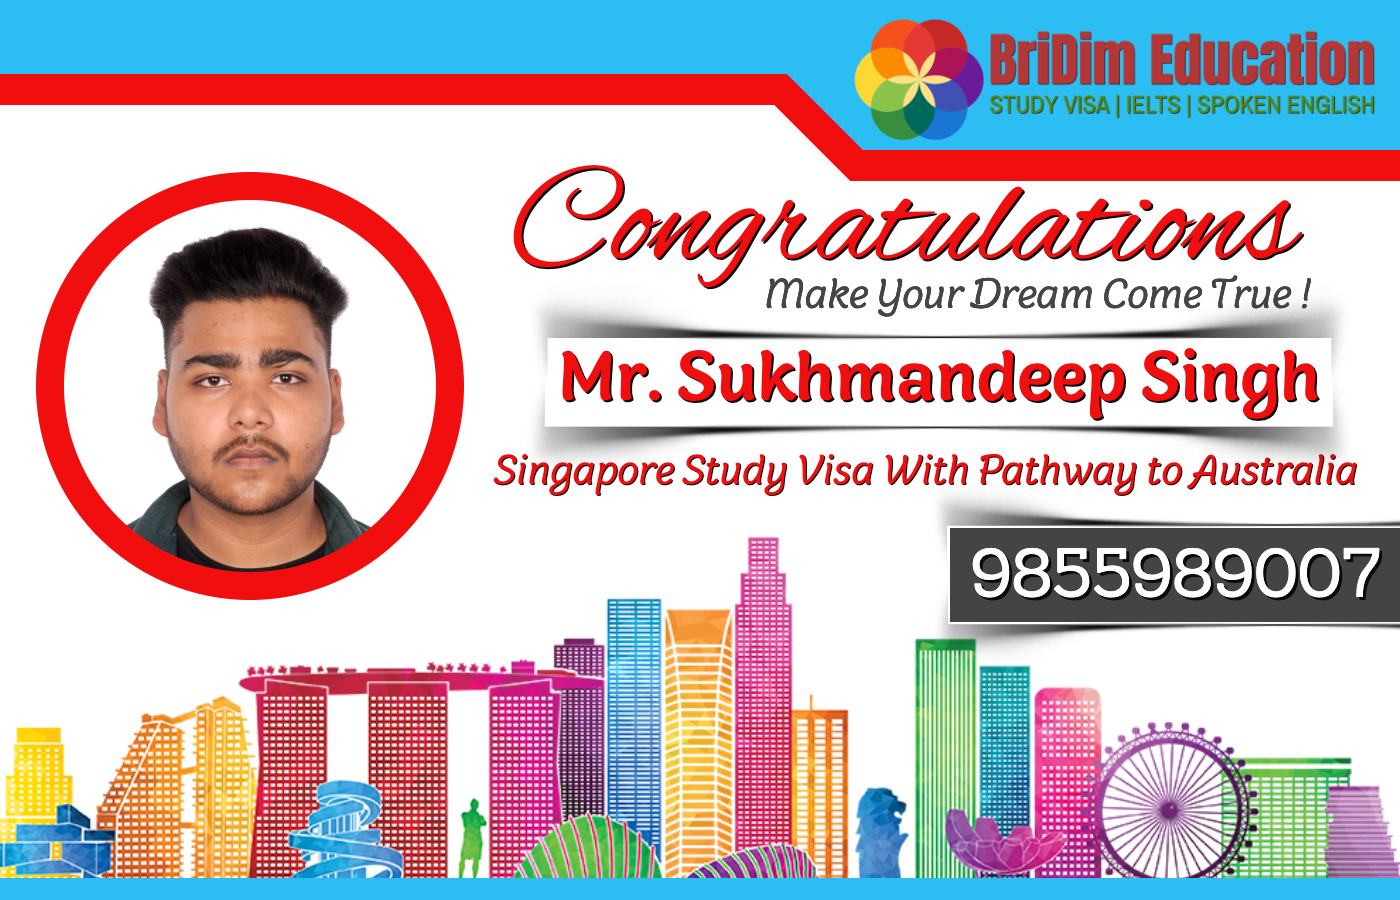 BriDim Education
STUDY VISA | IELTS | SPOKEN ENGLISH
Congratulations
Make Your Dream Come True !
Mr. Sukhmandeep Singh
Singapore Study Visa With Pathway to Australia
9855989007